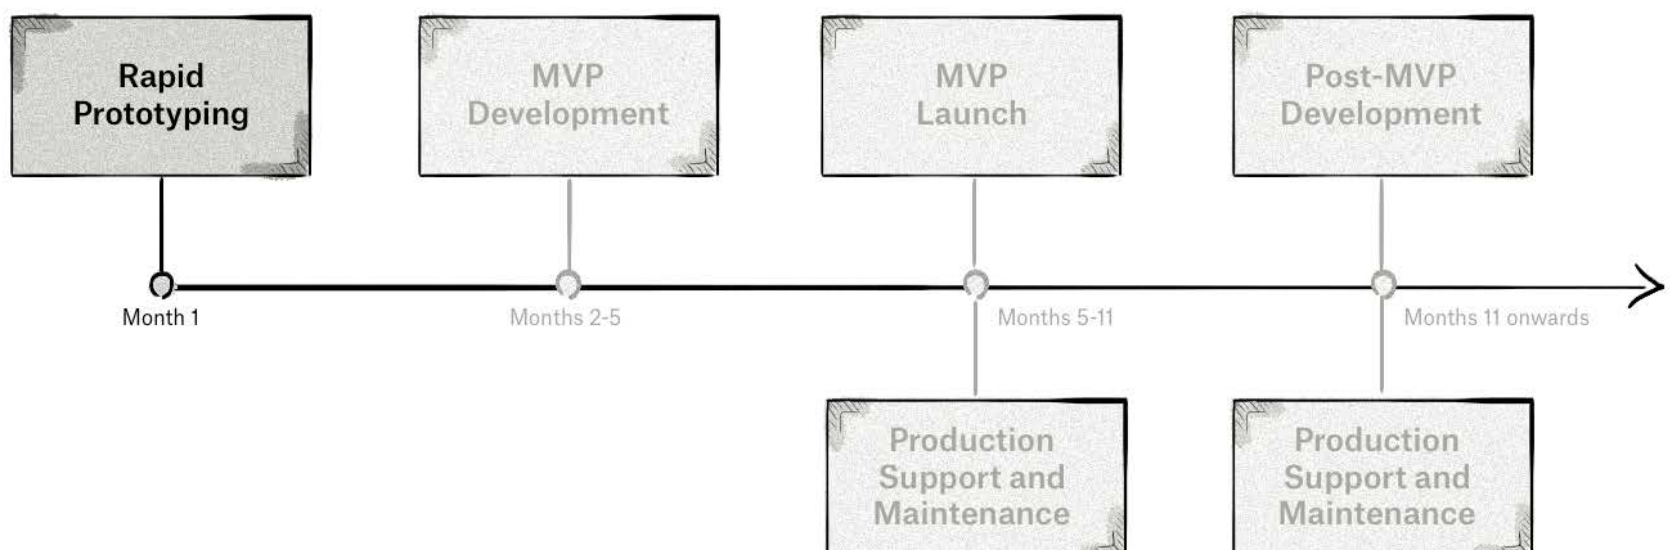 Rapid
Prototyping
MVP
Development
MVP
Launch
Post-MVP
Development
Month 1
Months 2-5
Months 5-11
Months 11 onwards
Production
Support and
Maintenance
Production
Support and
Maintenance